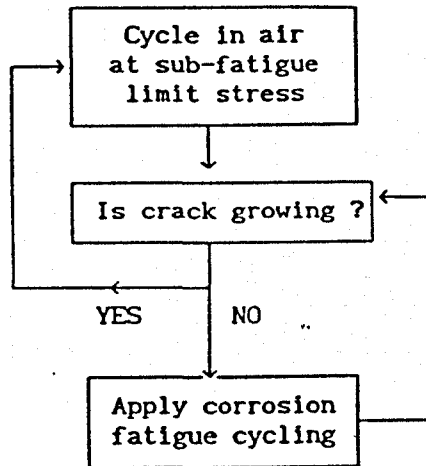 Cycle in air
at sub-fatigue
limit stress
Is crack growing ?
YES
NO
Apply corrosion
fatigue cycling